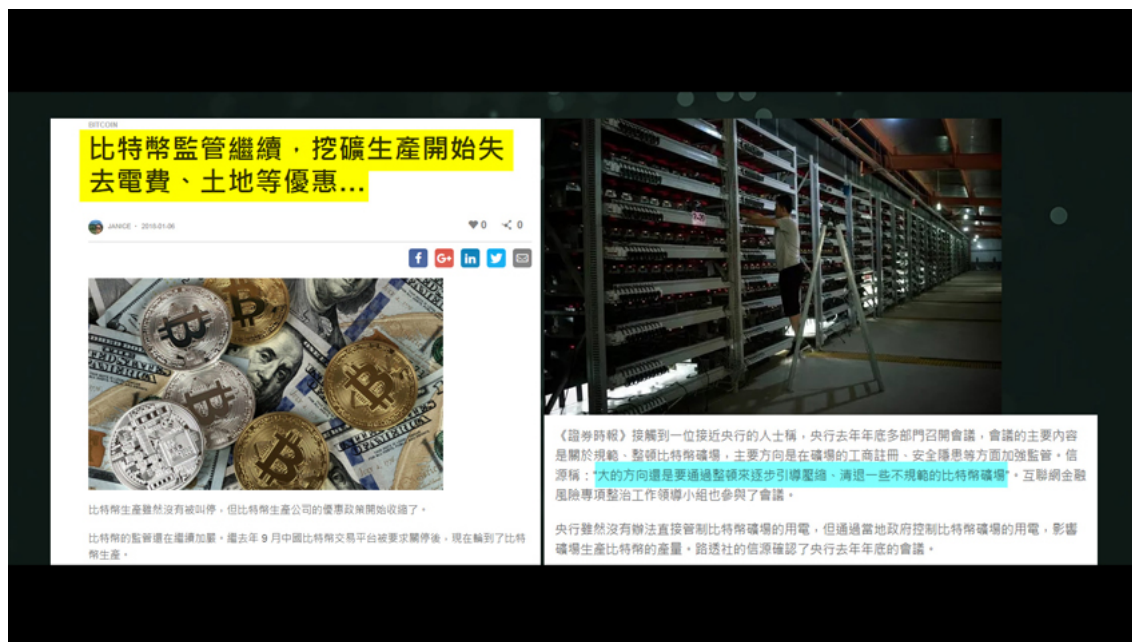 BITCOIN
比特幣監管繼續，挖礦生產開始失
去電費、土地等優惠...
JANICE - 2018-01-06
0
0
比特幣生產雖然沒有被叫停，但比特幣生產公司的優惠政策開始收縮了。
比特幣的監管還在繼續加嚴。繼去年 9 月中國比特幣交易平台被要求關停後，現在輪到了比特
幣生產。
《證券時報》接觸到一位接近央行的人士稱，央行去年年底多部門召開會議，會議的主要內容
是關於規範、整頓比特幣礦場，主要方向是在礦場的工商註冊、安全隱患等方面加強監管。信
源稱：“大的方向還是要通過整頓來逐步引導壓縮、清退一些不規範的比特幣礦場”。互聯網金融
風險專項整治工作領導小組也參與了會議。
央行雖然沒有辦法直接管制比特幣礦場的用電，但通過當地政府控制比特幣礦場的用電，影響
礦場生產比特幣的產量。路透社的信源確認了央行去年年底的會議。